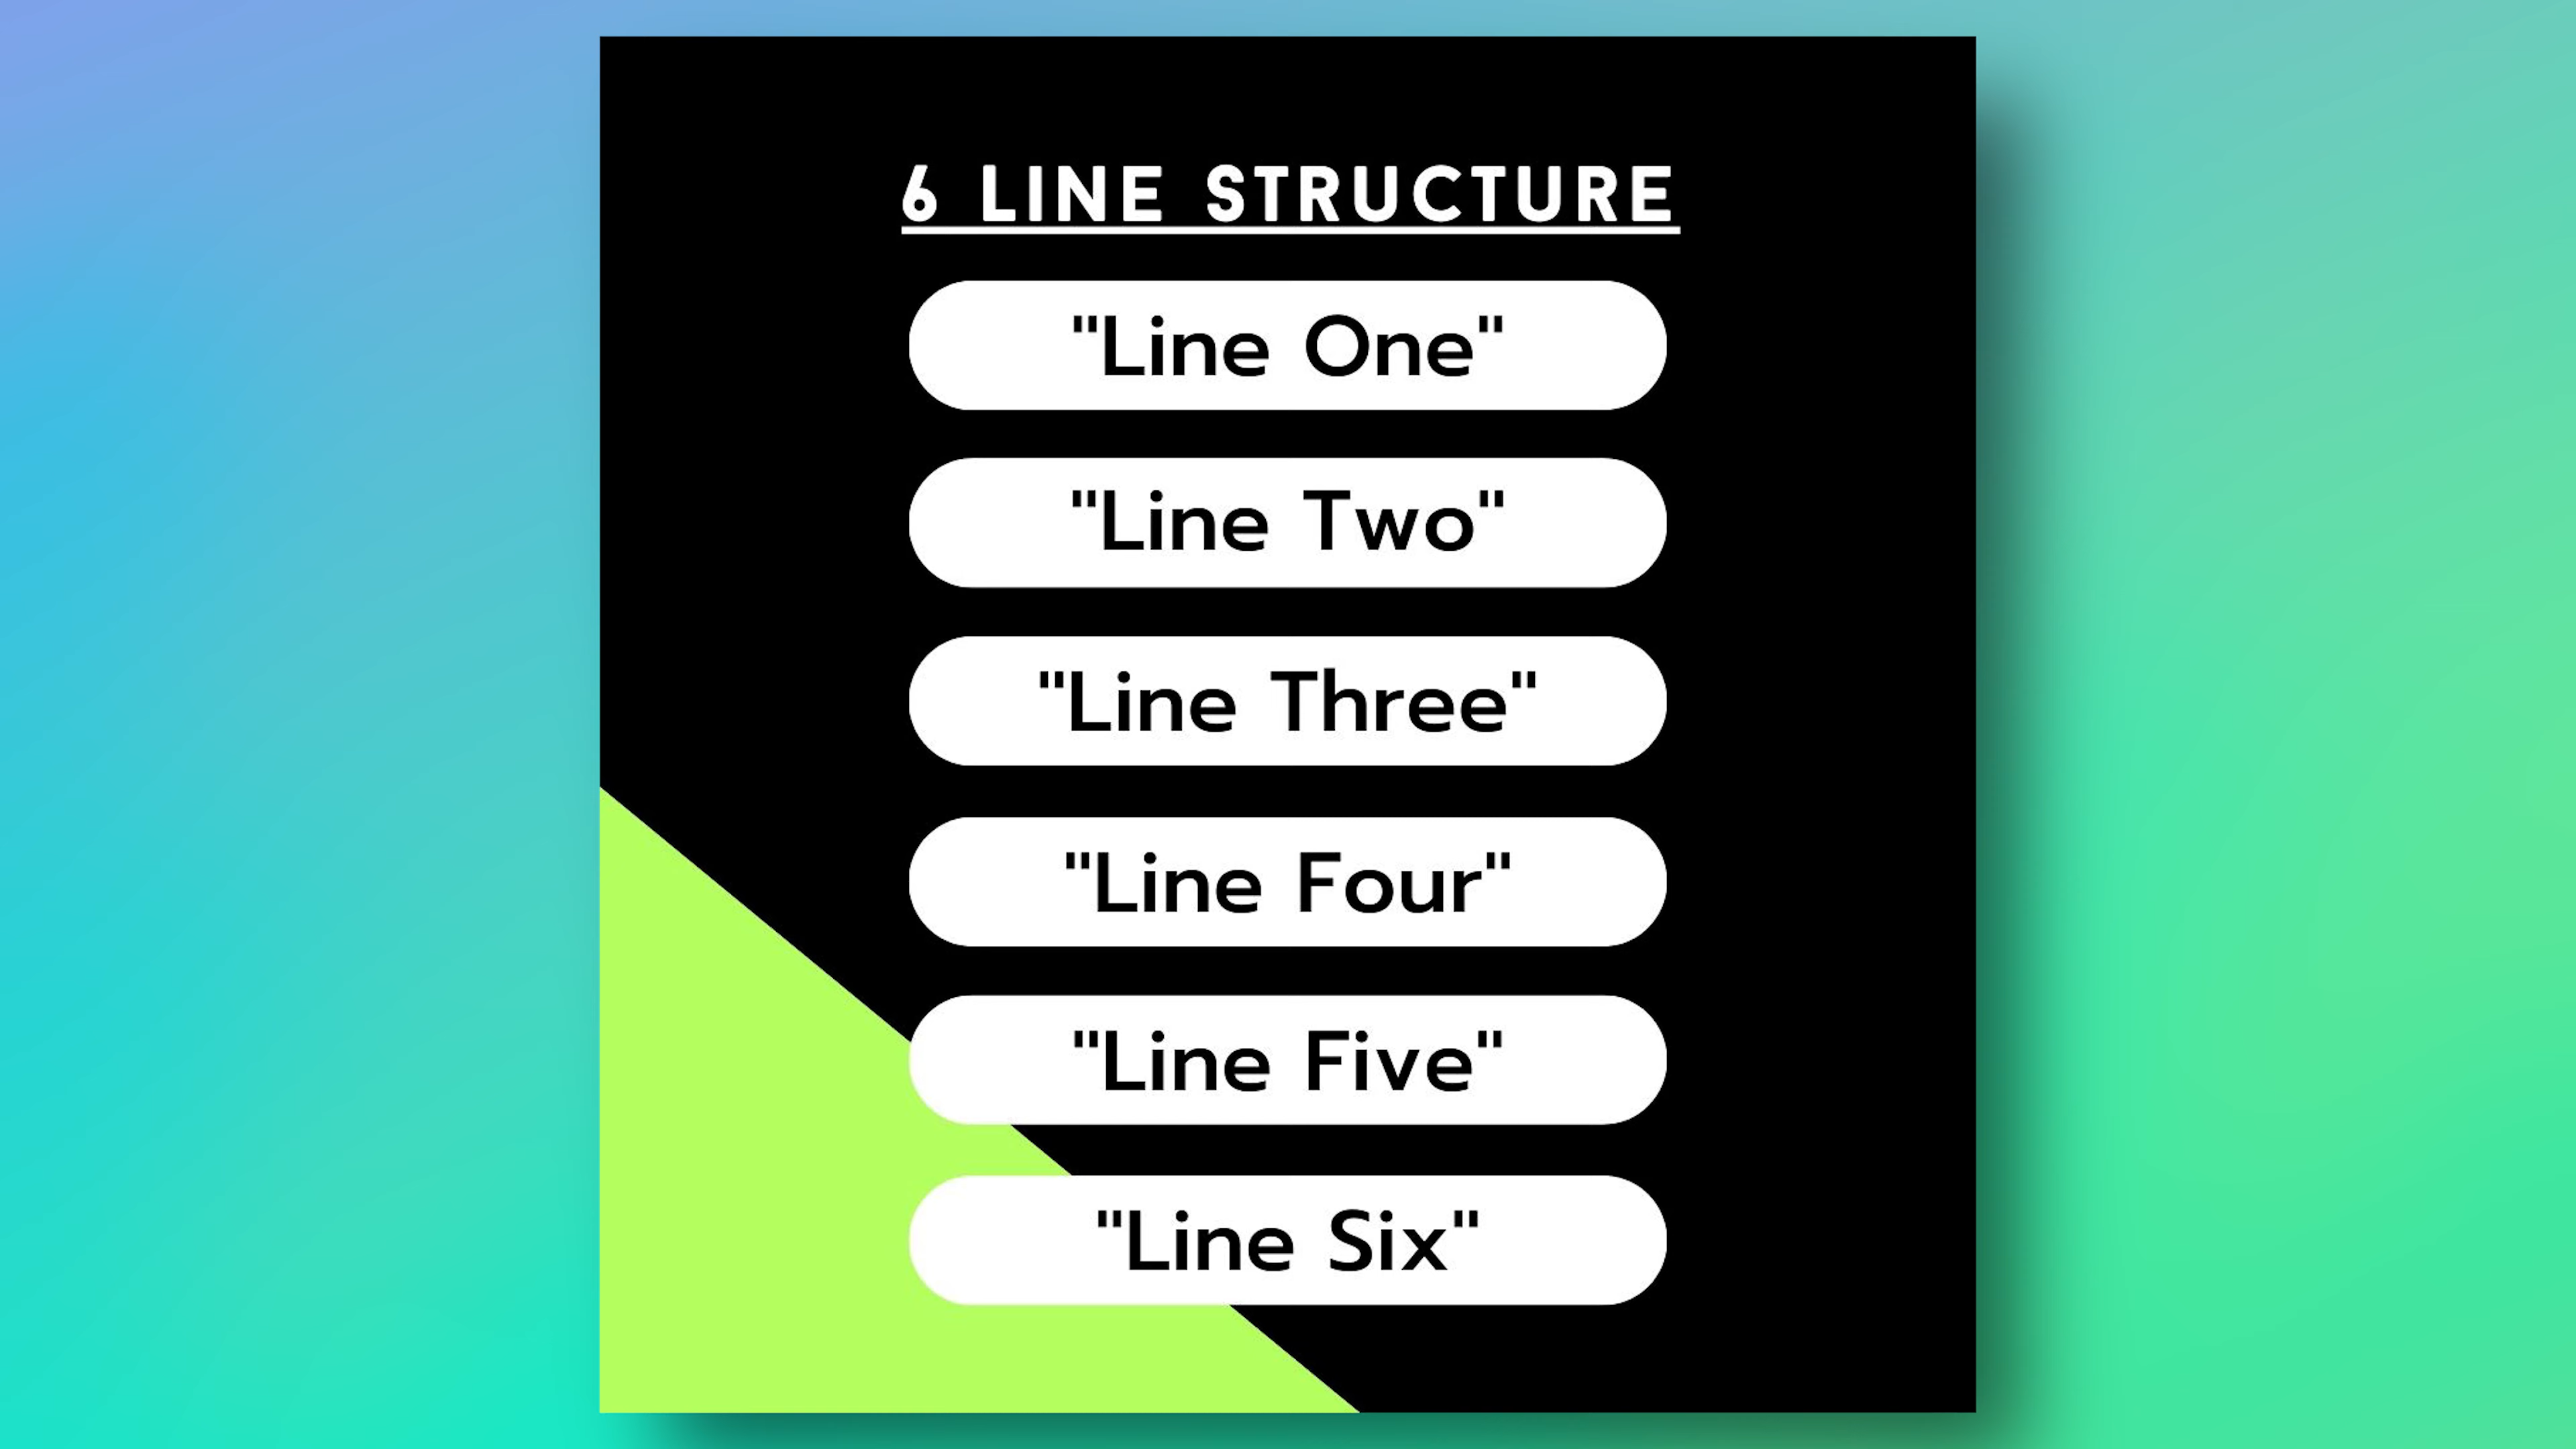 6 LINE STRUCTURE
"Line One"
"Line Two"
"Line Three"
"Line Four"
"Line Five"
"Line Six"